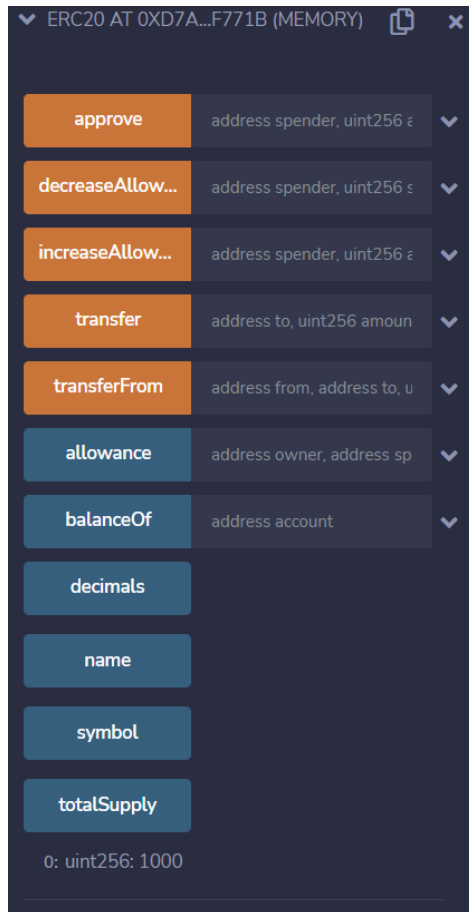 ERC20 AT 0XD7A...F771B (MEMORY)
approve address spender, uint256 a
decreaseAllow... address spender, uint256 s
increaseAllow... address spender, uint256 a
transfer address to, uint256 amoun
transferFrom address from, address to, u
allowance address owner, address sp
balanceOf address account
decimals
name
symbol
totalSupply
0: uint256: 1000